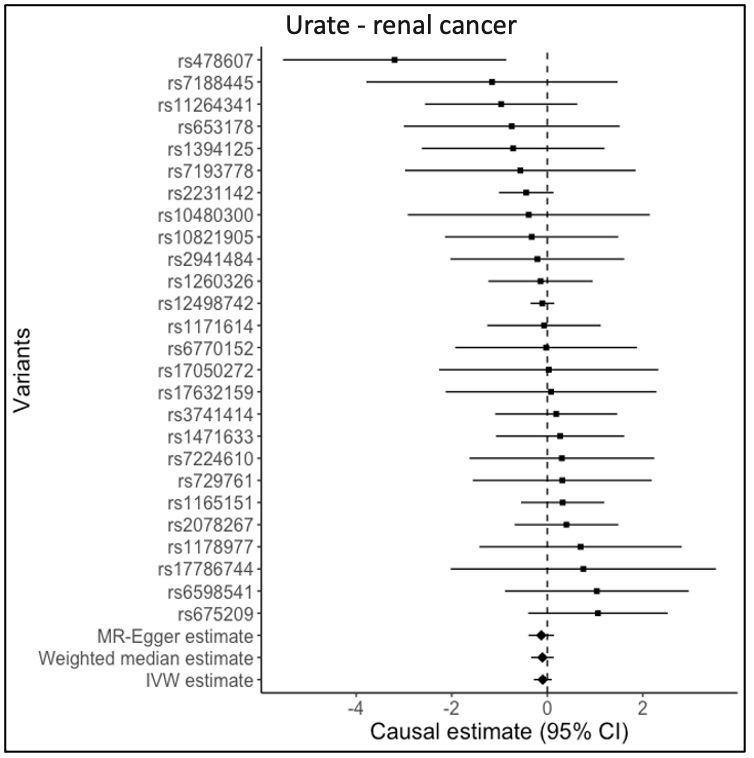 Urate - renal cancer
rs478607
rs7188445
rs11264341
rs653178
rs1394125
rs7193778
rs2231142
rs10480300
rs10821905
rs2941484
rs1260326
rs12498742
rs1171614
rs6770152
rs17050272
rs17632159
rs3741414
rs1471633
rs7224610
rs729761
rs1165151
rs2078267
rs1178977
rs17786744
rs6598541
rs675209
MR-Egger estimate
Weighted median estimate
IVW estimate
Variants
-4 -2 0 2
Causal estimate (95% CI)